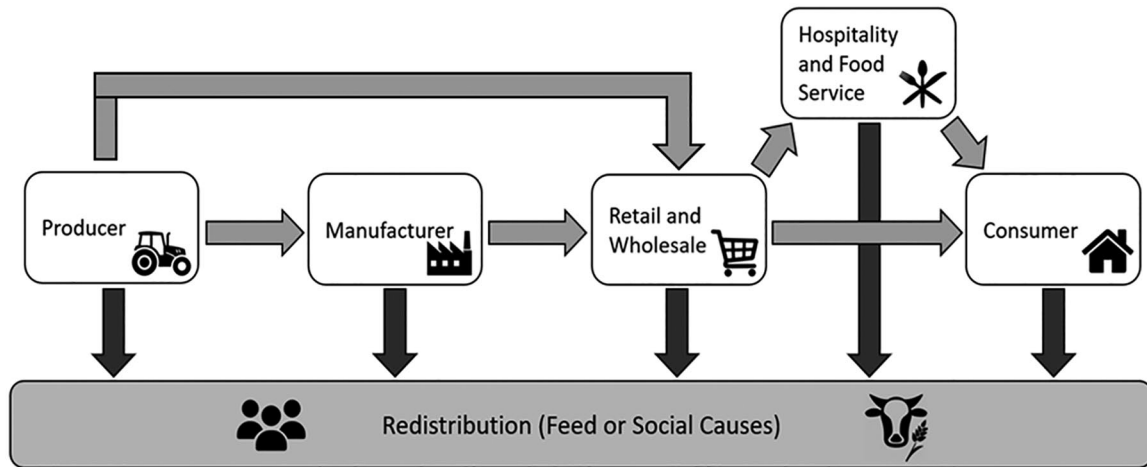 Hospitality
and Food
Service
Producer
Manufacturer
Retail and
Wholesale
Consumer
Redistribution (Feed or Social Causes)